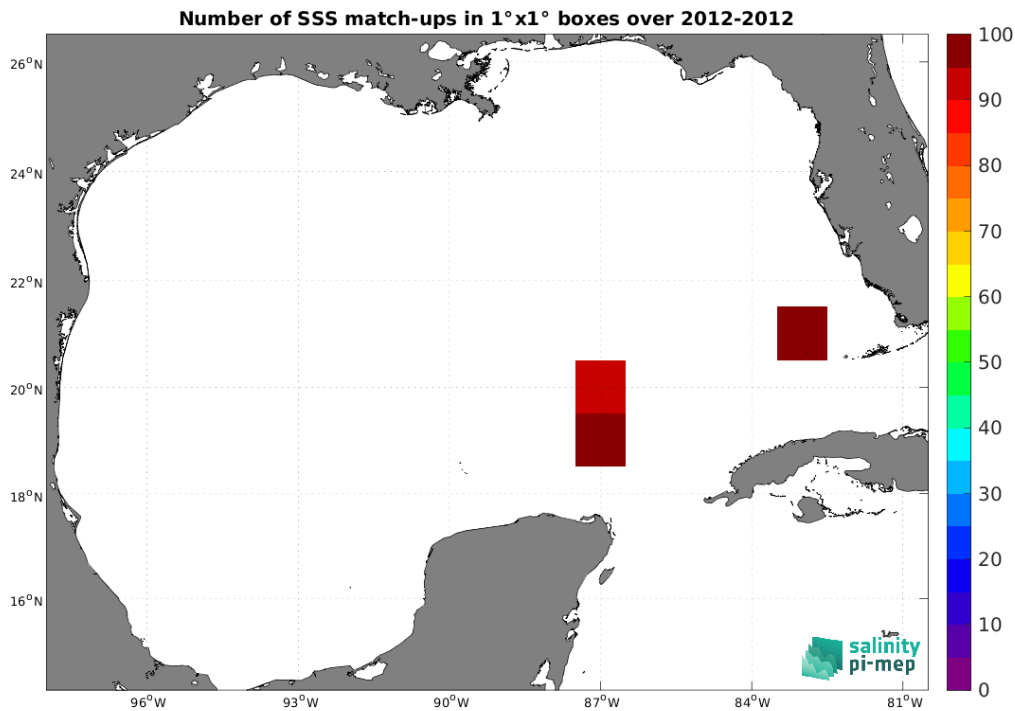 Number of SSS match-ups in 1°x1° boxes over 2012-2012
26°N
24°N
22°N
20°N
18°N
16°N
96°W
93°W
90°W
87°W
84°W
81°W
100
90
80
70
60
50
40
30
20
10
0
salinity
pi-mep